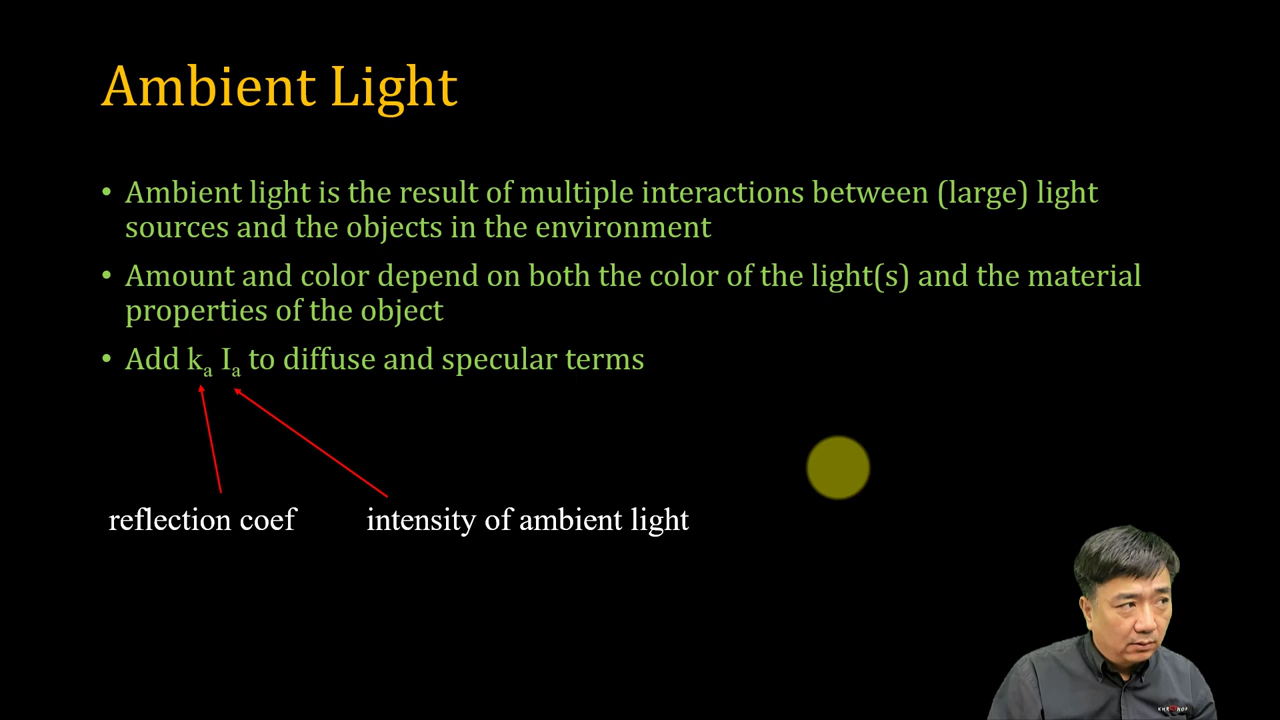 Ambient Light
• Ambient light is the result of multiple interactions between (large) light
sources and the objects in the environment
• Amount and color depend on both the color of the light(s) and the material
properties of the object
• Add kₐ Iₐ to diffuse and specular terms
reflection coef
intensity of ambient light